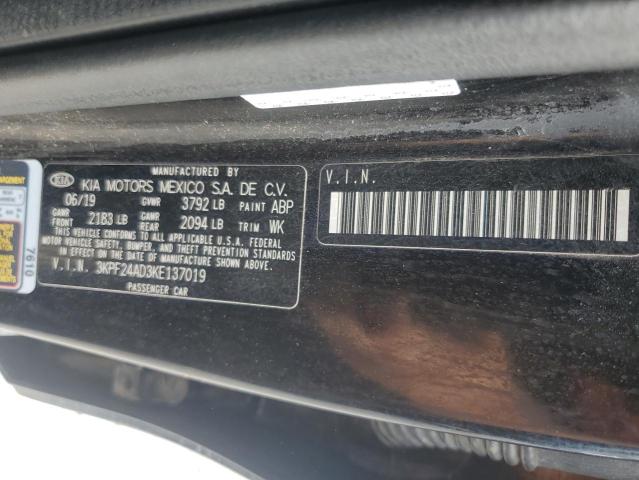 MANUFACTURED BY
KIA KIA MOTORS MEXICO S.A. DE C.V.
06/19 GVWR 3792 LB PAINT ABP
GAWR FRONT 2183 LB GAWR REAR 2094 LB TRIM WK
THIS VEHICLE CONFORMS TO ALL APPLICABLE U.S.A. FEDERAL
MOTOR VEHICLE SAFETY, BUMPER, AND THEFT PREVENTION STANDARDS
IN EFFECT ON THE DATE OF MANUFACTURE SHOWN ABOVE.
V.I.N. 3KPF24AD3KE137019
PASSENGER CAR
V.I.N.
7610